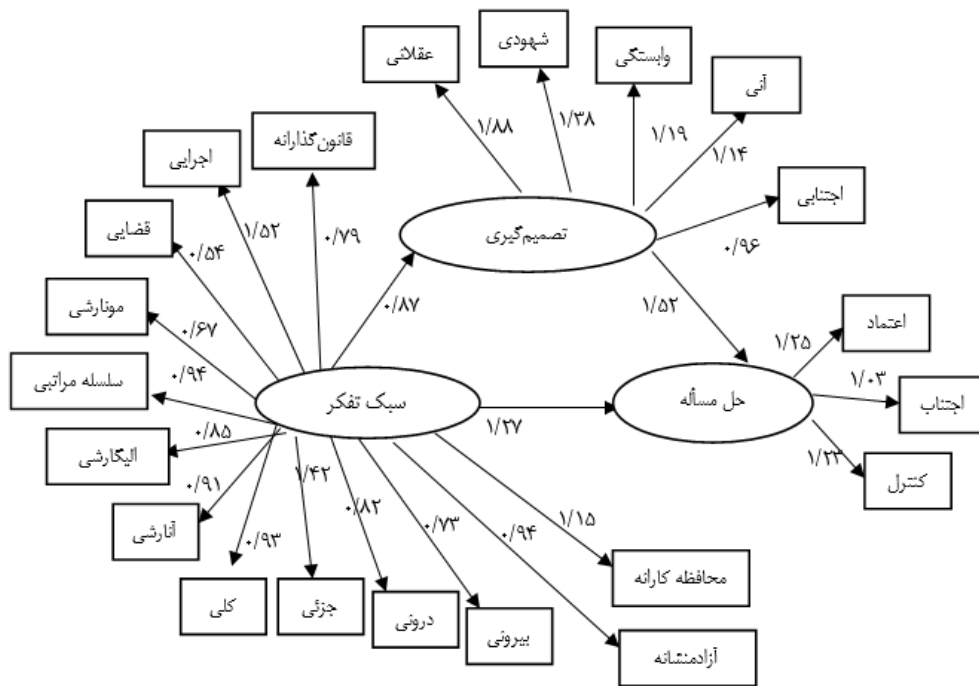 عقلائی
شهودی
وابستگی
آنی
۱/۸۸
۱/۳۸
۱/۱۹
۱/۱۴
قانون‌گذارانه
اجرایی
قضایی
اجتنابی
تصمیم‌گیری
۰/۹۶
۰/۷۹
۱/۵۲
۰/۵۴
۰/۸۷
۱/۵۲
مونارشی
۰/۶۷
اعتماد
۱/۲۵
سلسله مراتبی
۰/۹۴
سبک تفکر
حل مسأله
۱/۰۳
اجتناب
۱/۲۷
الیگارشی
۰/۸۵
۱/۲۳
کنترل
آنارشی
۰/۹۱
۰/۹۳
۱/۴۲
۰/۸۲
۰/۷۳
۰/۹۴
۱/۱۵
محافظه کارانه
کلی
جزئی
درونی
بیرونی
آزادمنشانه